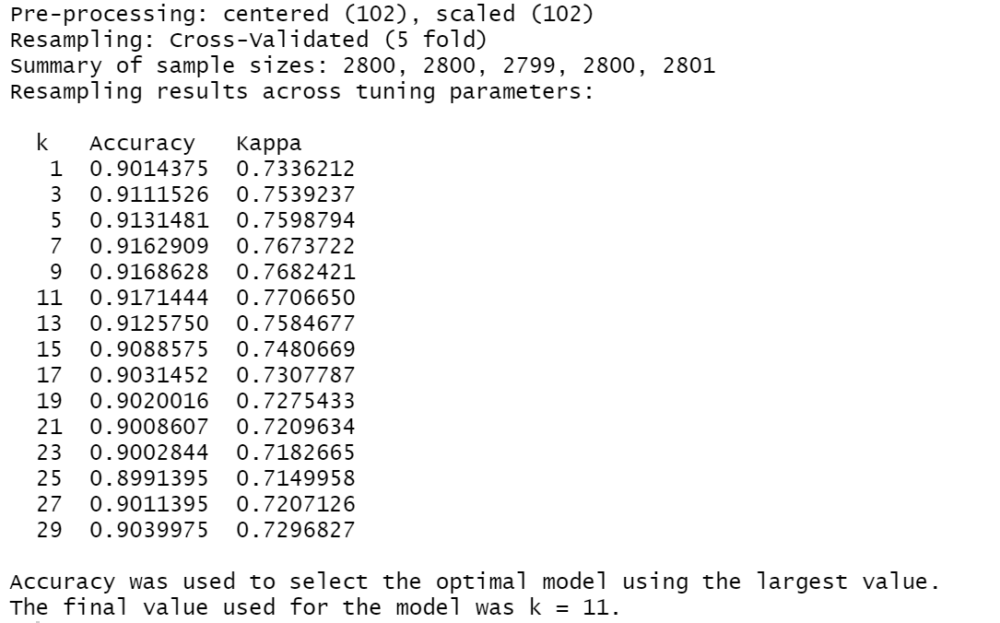 Pre-processing: centered (102), scaled (102)
Resampling: Cross-Validated (5 fold)
Summary of sample sizes: 2800, 2800, 2799, 2800, 2801
Resampling results across tuning parameters:

k   Accuracy   Kappa
1  0.9014375  0.7336212
3  0.9111526  0.7539237
5  0.9131481  0.7598794
7  0.9162909  0.7673722
9  0.9168628  0.7682421
11  0.9171444  0.7706650
13  0.9125750  0.7584677
15  0.9088575  0.7480669
17  0.9031452  0.7307787
19  0.9020016  0.7275433
21  0.9008607  0.7209634
23  0.9002844  0.7182665
25  0.8991395  0.7149958
27  0.9011395  0.7207126
29  0.9039975  0.7296827

Accuracy was used to select the optimal model using the largest value.
The final value used for the model was k = 11.